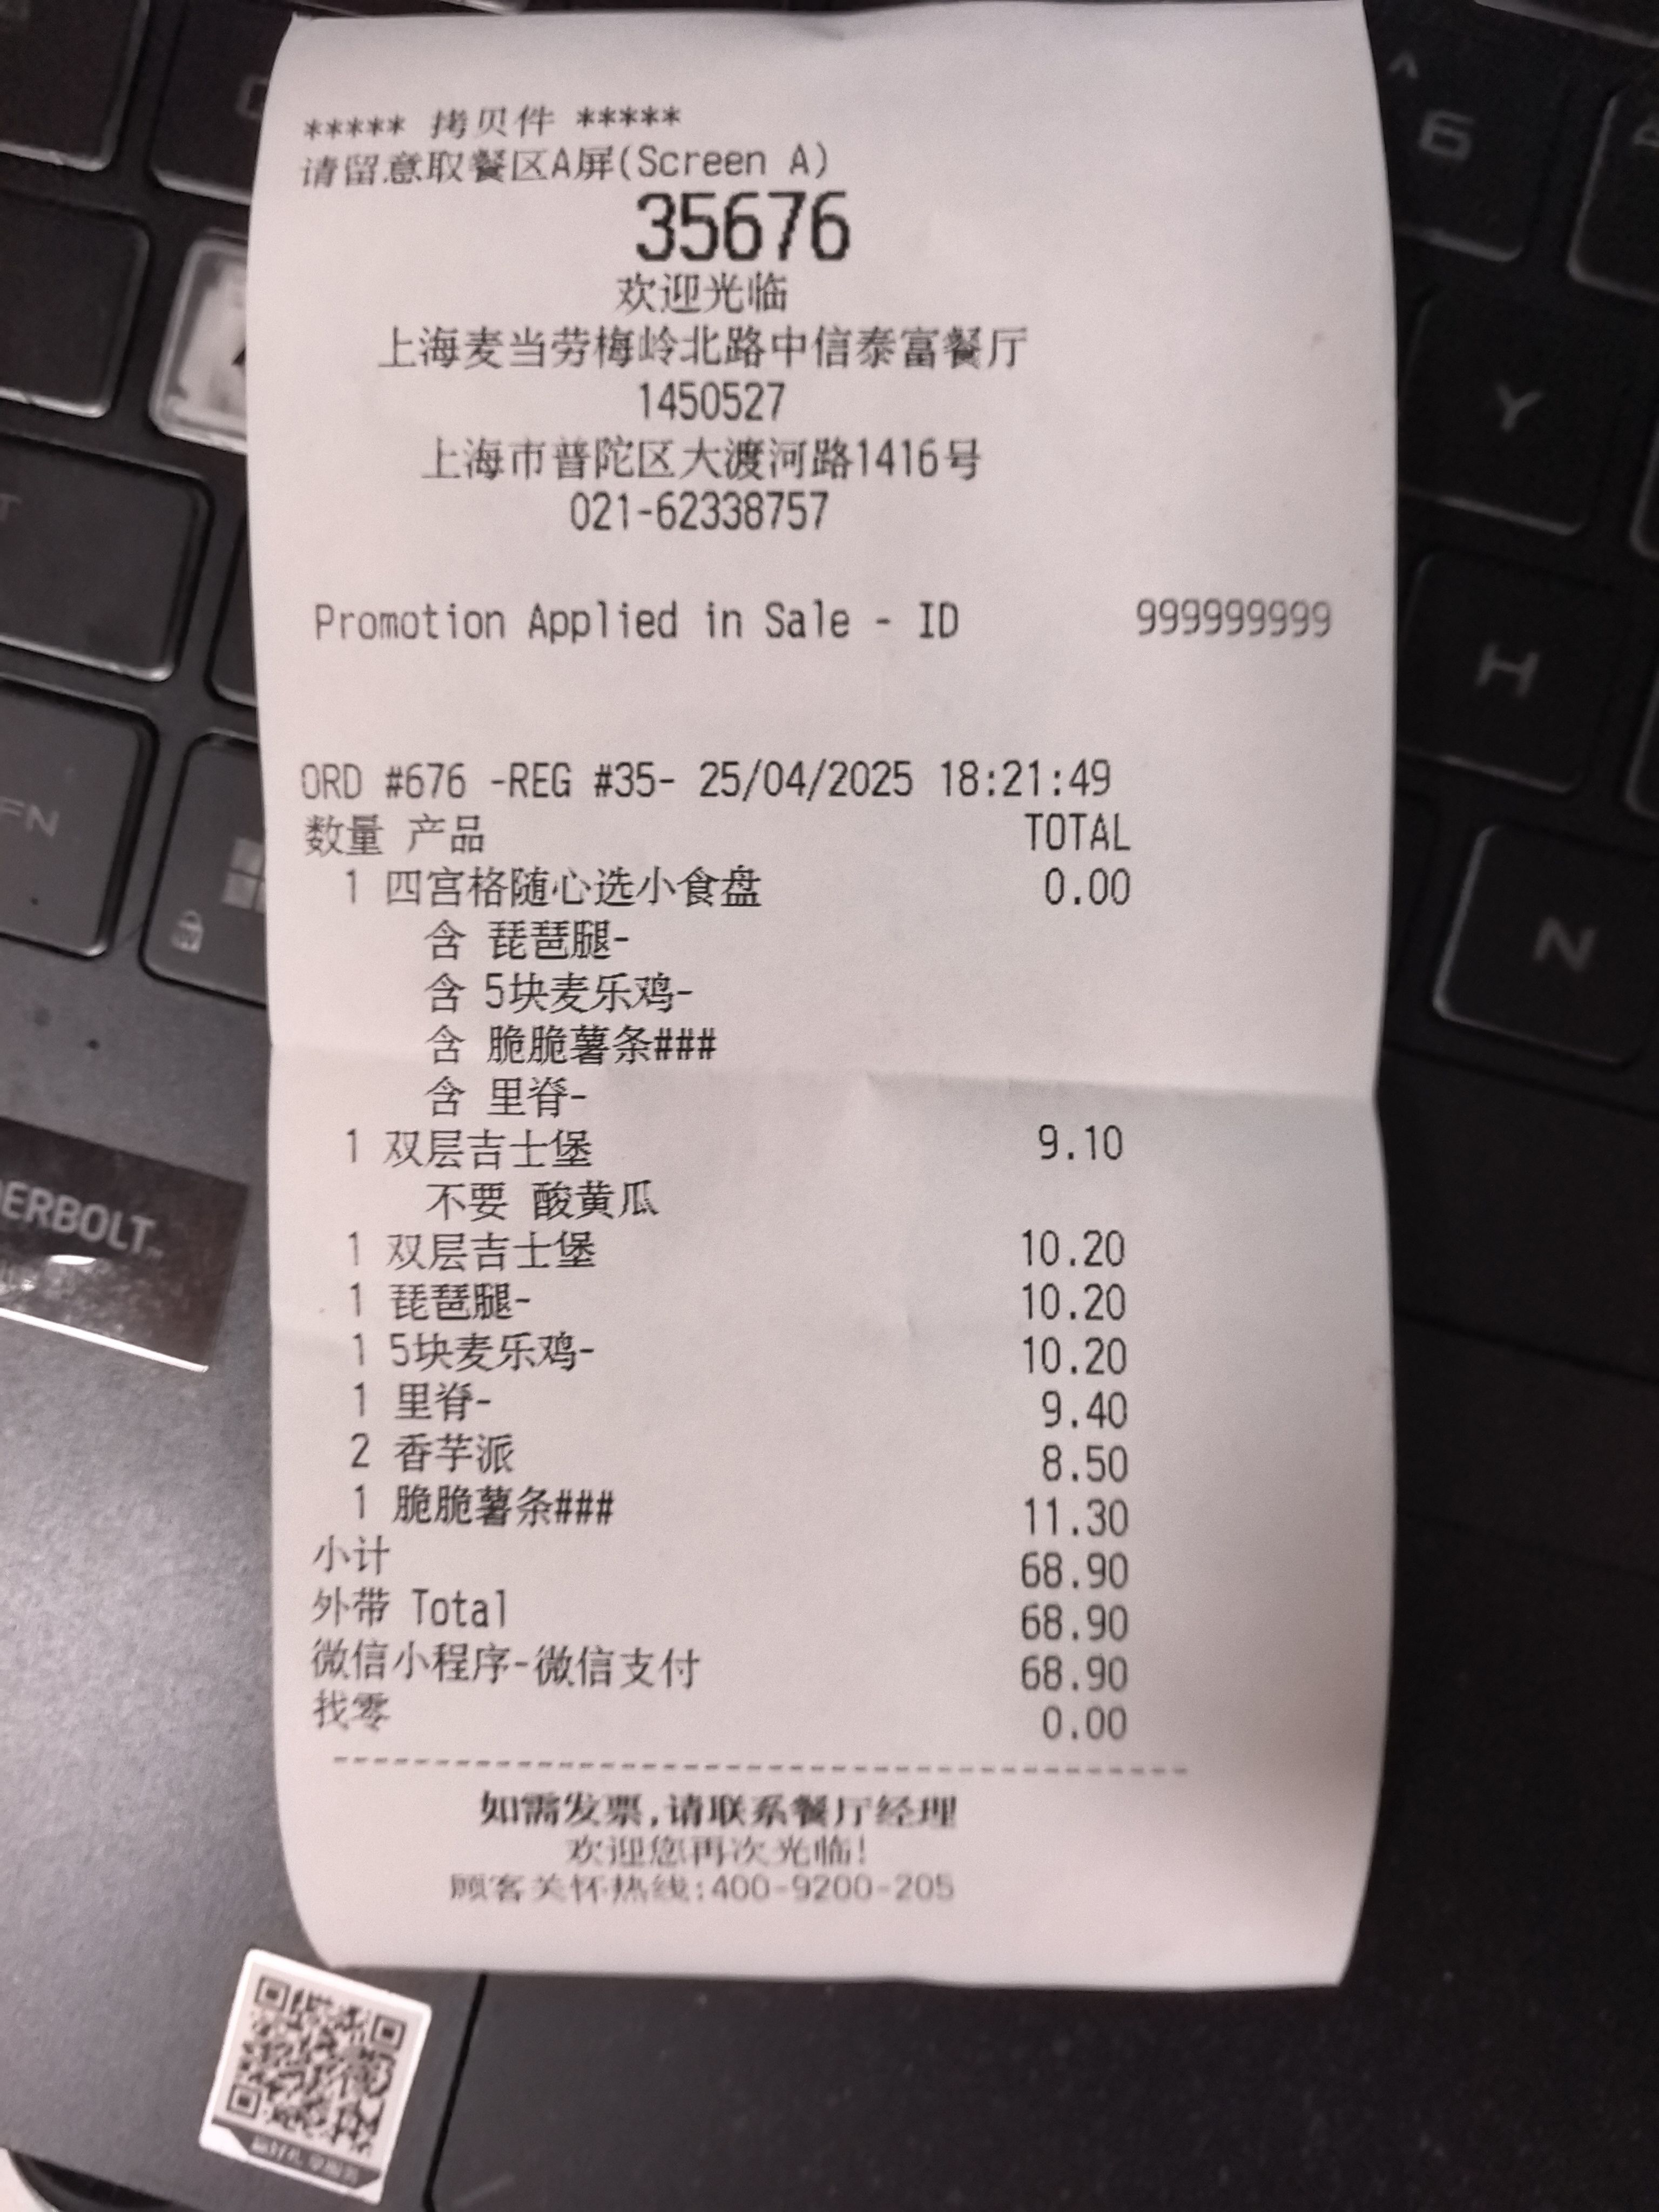 ***** 拷贝件 *****
请留意取餐区A屏(Screen A)
35676
欢迎光临
上海麦当劳梅岭北路中信泰富餐厅
1450527
上海市普陀区大渡河路1416号
021-62338757
Promotion Applied in Sale - ID 999999999
ORD #676 -REG #35- 25/04/2025 18:21:49
数量 产品 TOTAL
1 四宫格随心选小食盘 0.00
含 琵琶腿-
含 5块麦乐鸡-
含 脆脆薯条###
含 里脊-
1 双层吉士堡 9.10
不要 酸黄瓜
1 双层吉士堡 10.20
1 琵琶腿- 10.20
1 5块麦乐鸡- 10.20
1 里脊- 9.40
2 香芋派 8.50
1 脆脆薯条### 11.30
小计 68.90
外带 Total 68.90
微信小程序-微信支付 68.90
找零 0.00
如需发票,请联系餐厅经理
欢迎您再次光临!
顾客关怀热线:400-9200-205
6
Y
H
N
FN
ERBOLT